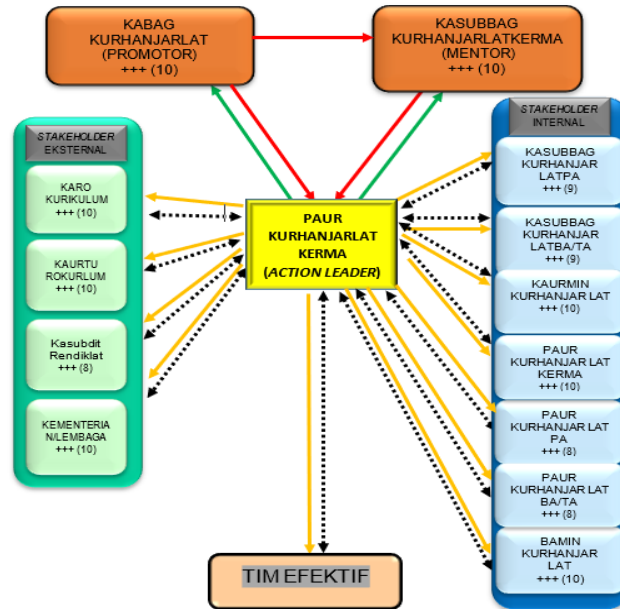 KABAG
KURHANJARLAT
(PROMOTOR)
+++ (10)
KASUBBAG
KURHANJARLATKERMA
(MENTOR)
+++ (10)
STAKEHOLDER
EKSTERNAL
KARO
KURIKULUM
+++ (10)
KAURTU
ROKURLUM
+++ (10)
Kasubdit
Rendiklat
+++ (8)
KEMENTERIA
N/LEMBAGA
+++ (10)
PAUR
KURHANJARLAT
KERMA
(ACTION LEADER)
STAKEHOLDER
INTERNAL
KASUBBAG
KURHANJAR
LATPA
+++ (9)
KASUBBAG
KURHANJAR
LATBA/TA
+++ (9)
KAURMIN
KURHANJAR LAT
+++ (10)
PAUR
KURHANJAR LAT
KERMA
+++ (10)
PAUR
KURHANJAR LAT
PA
+++ (8)
PAUR
KURHANJAR LAT
BA/TA
+++ (8)
BAMIN
KURHANJAR
LAT
+++ (10)
TIM EFEKTIF